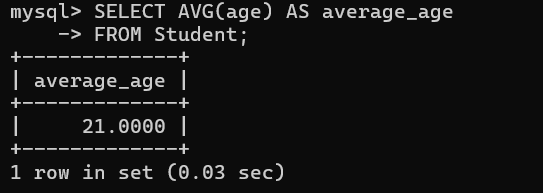 mysql> SELECT AVG(age) AS average_age
    -> FROM Student;
+-------------+
| average_age |
+-------------+
|     21.0000 |
+-------------+
1 row in set (0.03 sec)